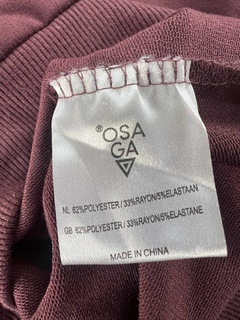 ®OSA
GA
NL 62%POLYESTER / 33%RAYON/5%ELASTAAN
GB 62%POLYESTER / 33%RAYON/5%ELASTANE
MADE IN CHINA